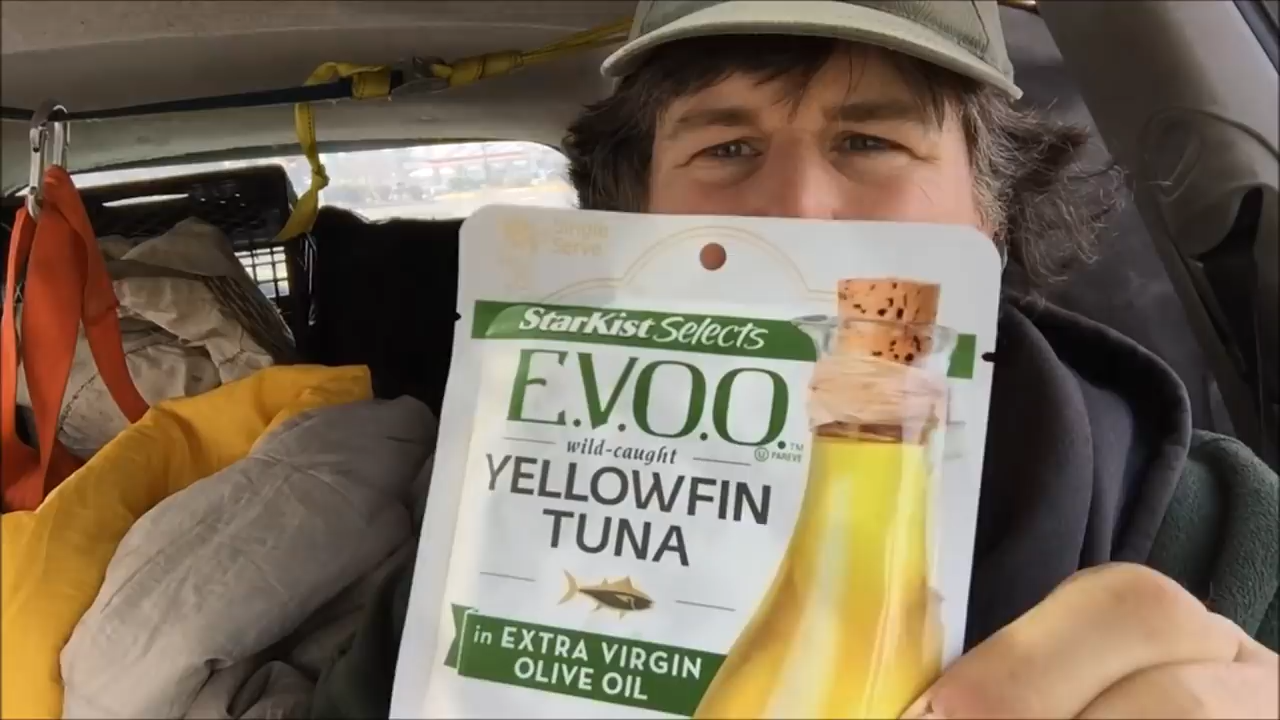 Single
Serve
StarKist Selects
E.V.O.O.™
wild-caught
U PAREVE
YELLOWFIN
TUNA
in EXTRA VIRGIN
OLIVE OIL